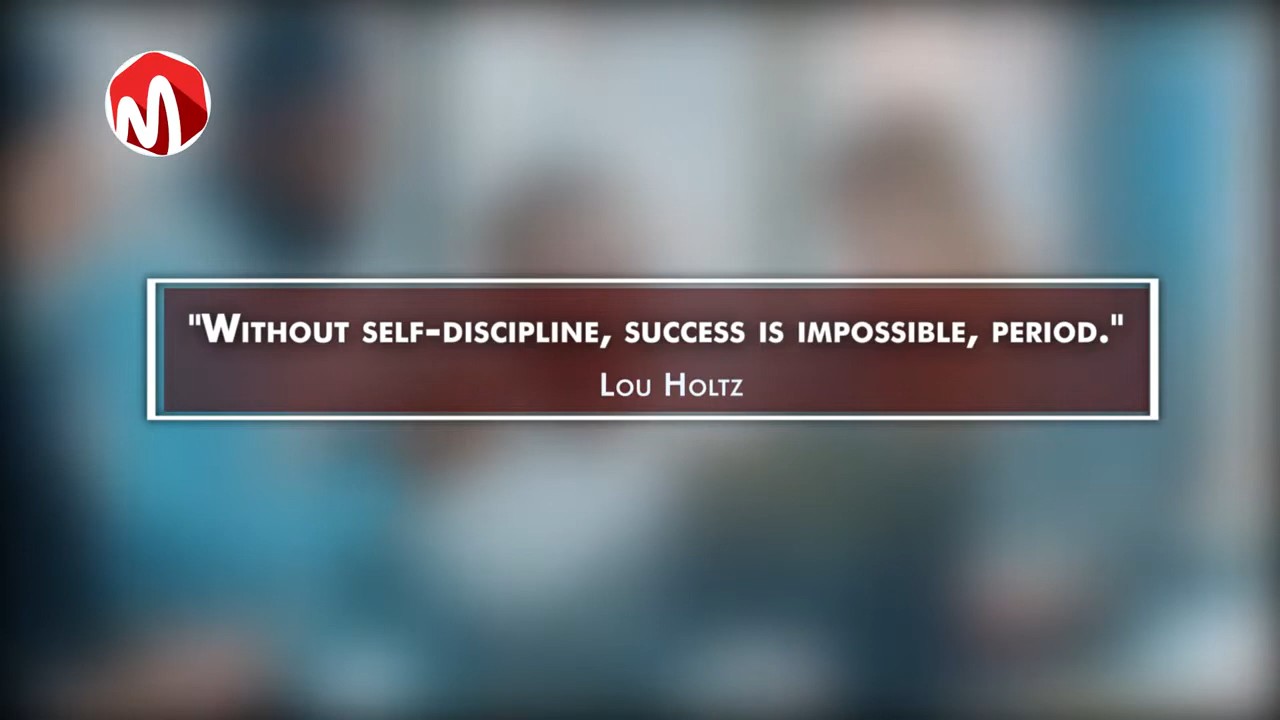 "Without self-discipline, success is impossible, period."
Lou Holtz